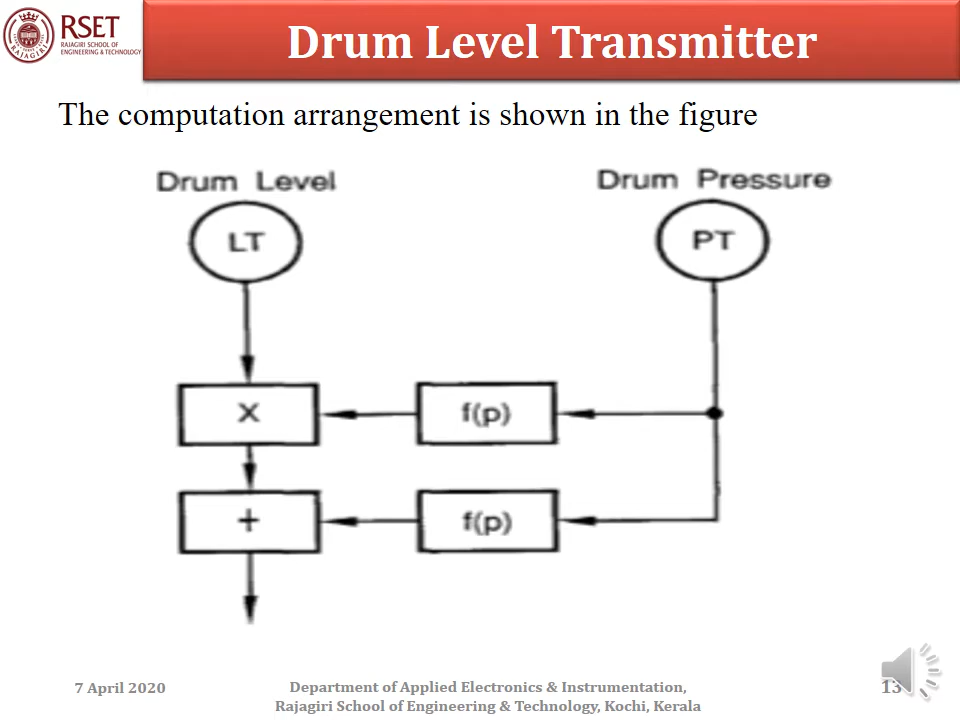 RSET
RAJAGIRI SCHOOL OF
ENGINEERING & TECHNOLOGY
RAJAGIRI
Drum Level Transmitter
The computation arrangement is shown in the figure
Drum Level
Drum Pressure
LT
PT
X
f(p)
+
f(p)
7 April 2020
Department of Applied Electronics & Instrumentation,
Rajagiri School of Engineering & Technology, Kochi, Kerala
13